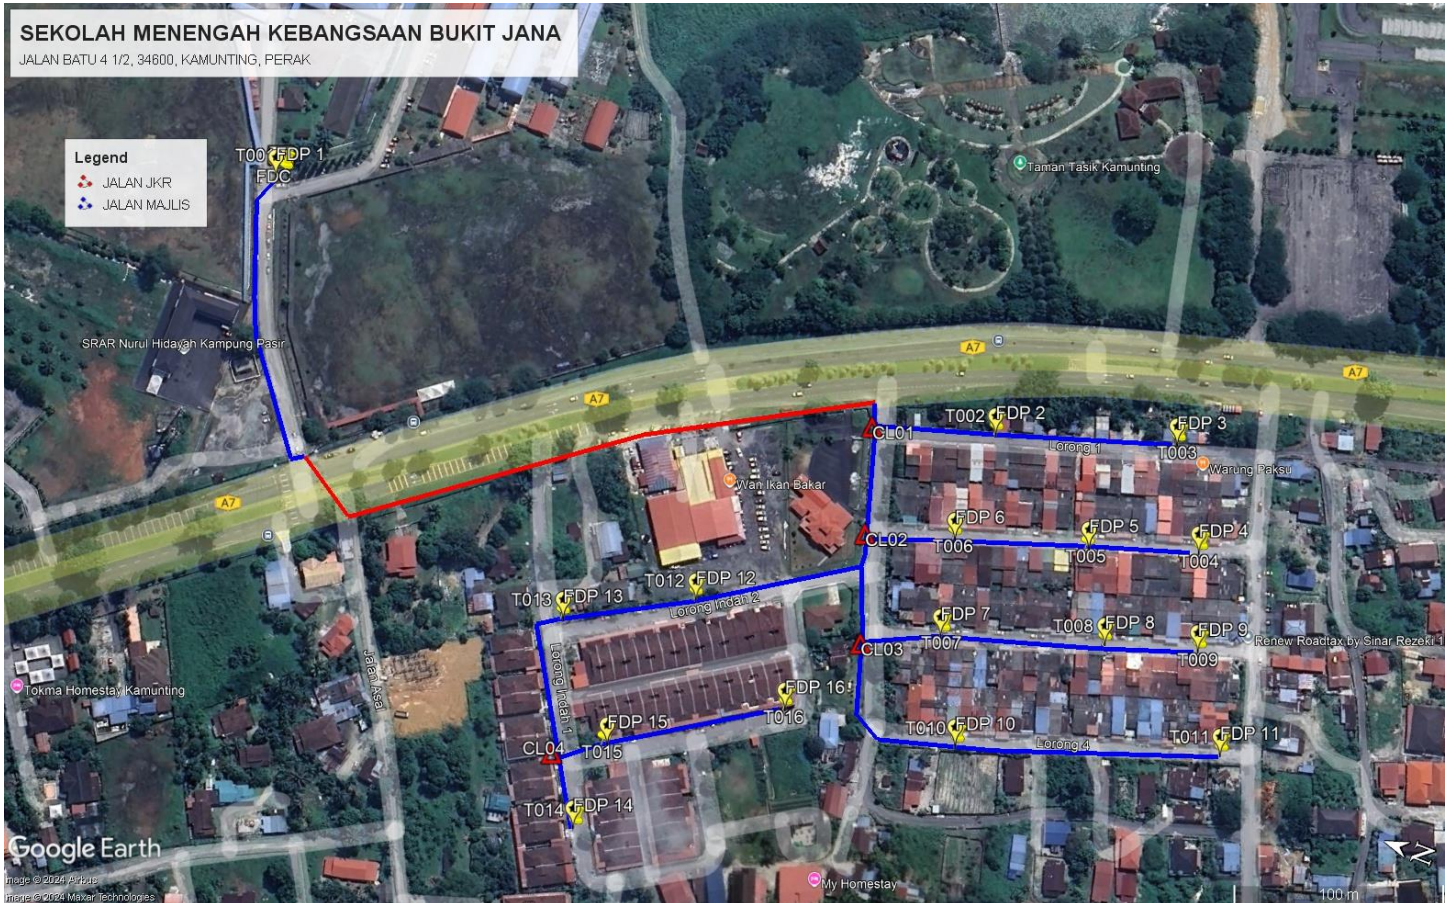 SEKOLAH MENENGAH KEBANGSAAN BUKIT JANA
JALAN BATU 4 1/2, 34600, KAMUNTING, PERAK
Legend
JALAN JKR
JALAN MAJLIS
T00
FDP 1
FDC
Taman Tasik Kamunting
SRAR Nurul Hidayah Kampung Pasir
A7
A7
A7
A7
T002
FDP 2
FDP 3
CL01
Lorong 1
T003
Warung Paksu
Wan Ikan Bakar
FDP 6
FDP 5
FDP 4
CL02
T006
T005
T004
T012
FDP 12
T013
FDP 13
Lorong Indah 2
FDP 7
T008
FDP 8
FDP 9
T007
CL03
T009
Renew Roadtax by Sinar Rezeki 1
Jalan Asa
Lorong Indah 1
Tokma Homestay Kamunting
FDP 16
T016
FDP 15
T015
CL04
T010
FDP 10
Lorong 4
T011
FDP 11
T014
FDP 14
Google Earth
Image © 2024 Airbus
Image © 2024 Maxar Technologies
My Homestay
N
100 m